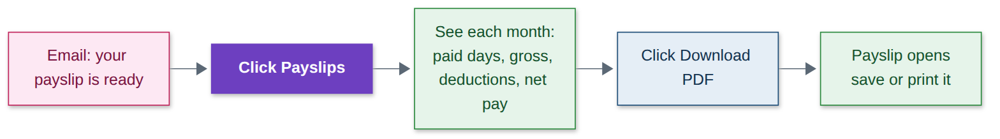 Email: your
payslip is ready
Click Payslips
See each month:
paid days, gross,
deductions, net
pay
Click Download
PDF
Payslip opens
save or print it